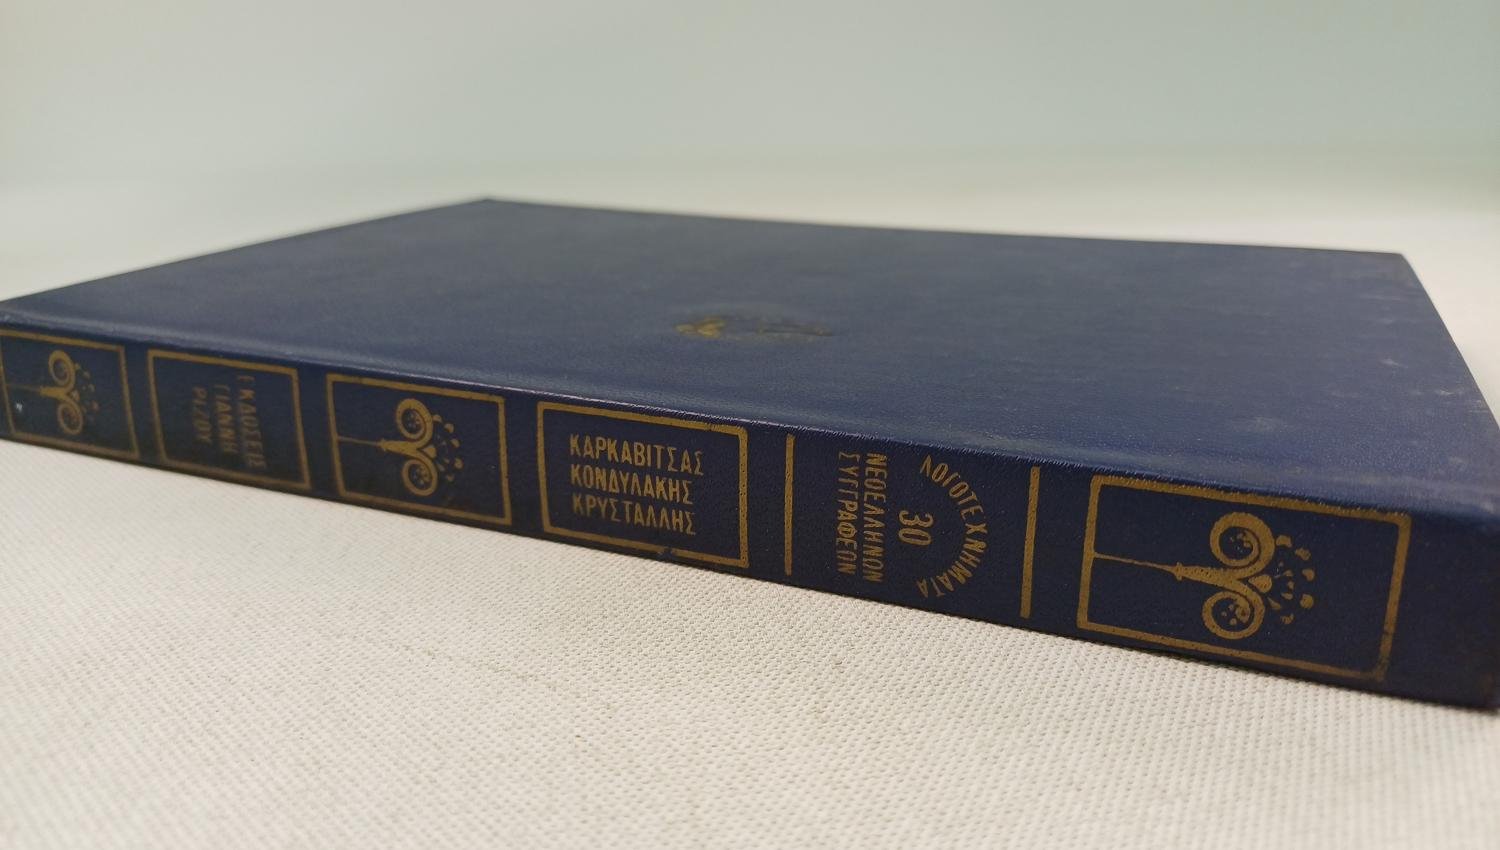 ΛΟΓΟΤΕΧΝΗΜΑΤΑ
30
ΝΕΟΕΛΛΗΝΩΝ
ΣΥΓΓΡΑΦΕΩΝ
ΚΑΡΚΑΒΙΤΣΑΣ
ΚΟΝΔΥΛΑΚΗΣ
ΚΡΥΣΤΑΛΛΗΣ
ΕΚΔΟΣΕΙΣ
ΓΙΑΝΝΗ
ΡΙΖΟΥ